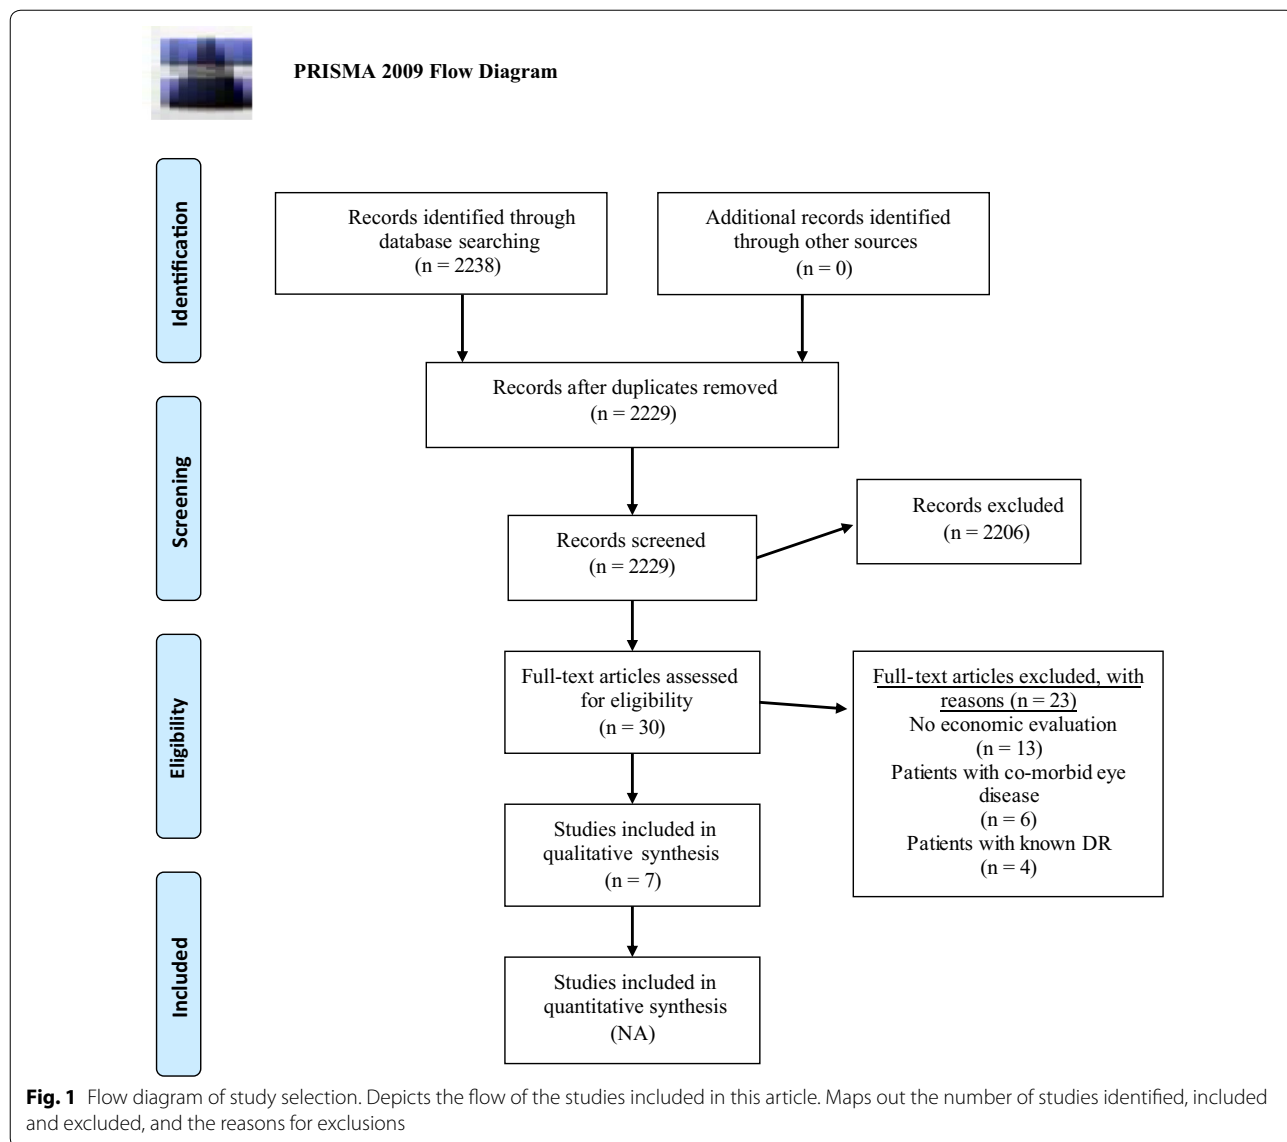 PRISMA 2009 Flow Diagram
Identification
Records identified through
database searching
(n = 2238)
Additional records identified
through other sources
(n = 0)
Records after duplicates removed
(n = 2229)
Screening
Records screened
(n = 2229)
Records excluded
(n = 2206)
Eligibility
Full-text articles assessed
for eligibility
(n = 30)
Full-text articles excluded, with
reasons (n = 23)
No economic evaluation
(n = 13)
Patients with co-morbid eye
disease
(n = 6)
Patients with known DR
(n = 4)
Studies included in
qualitative synthesis
(n = 7)
Included
Studies included in
quantitative synthesis
(NA)
Fig. 1 Flow diagram of study selection. Depicts the flow of the studies included in this article. Maps out the number of studies identified, included
and excluded, and the reasons for exclusions